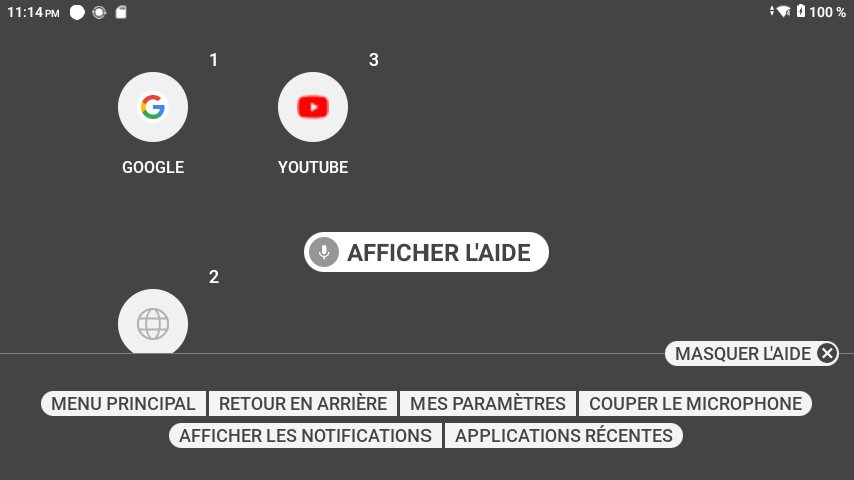 11:14 PM 100 %
1 3
GOOGLE YOUTUBE
AFFICHER L'AIDE
2
MASQUER L'AIDE
MENU PRINCIPAL RETOUR EN ARRIÈRE MES PARAMÈTRES COUPER LE MICROPHONE
AFFICHER LES NOTIFICATIONS APPLICATIONS RÉCENTES